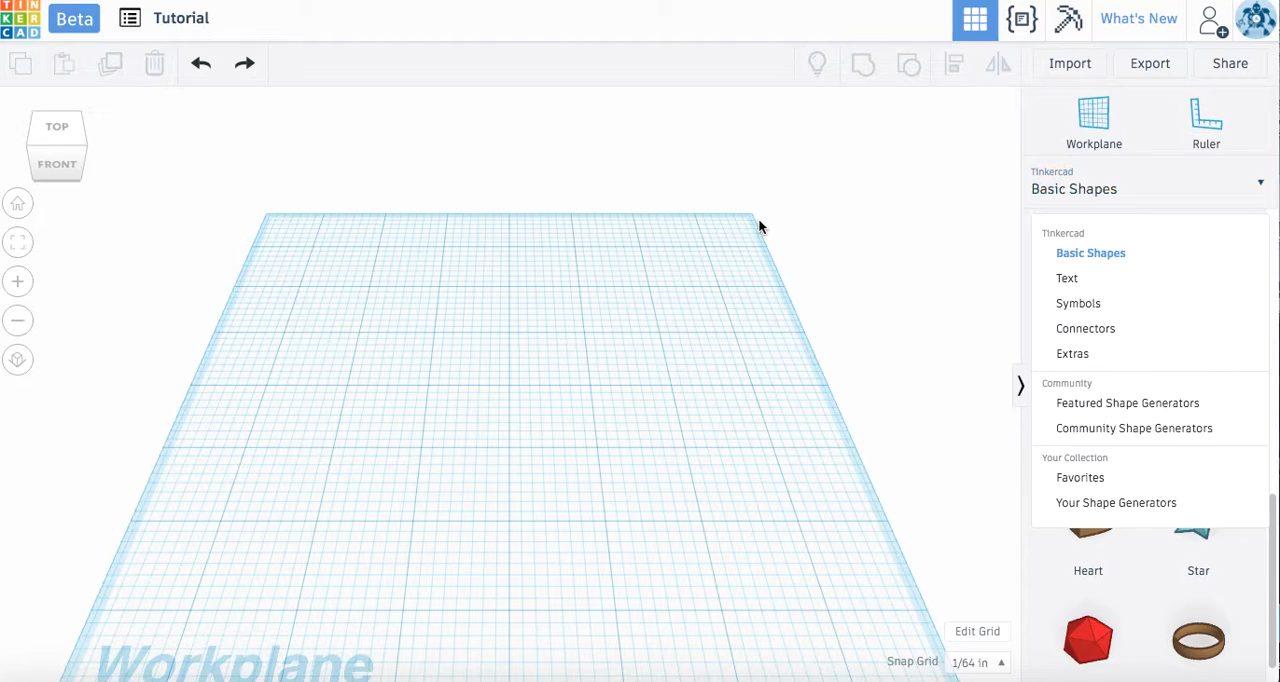 TIN
KER
CAD
Beta
Tutorial
What's New
Import
Export
Share
TOP
FRONT
Workplane
Ruler
Tinkercad
Basic Shapes
Tinkercad
Basic Shapes
Text
Symbols
Connectors
Extras
Community
Featured Shape Generators
Community Shape Generators
Your Collection
Favorites
Your Shape Generators
Heart
Star
Edit Grid
Snap Grid 1/64 in
Workplane